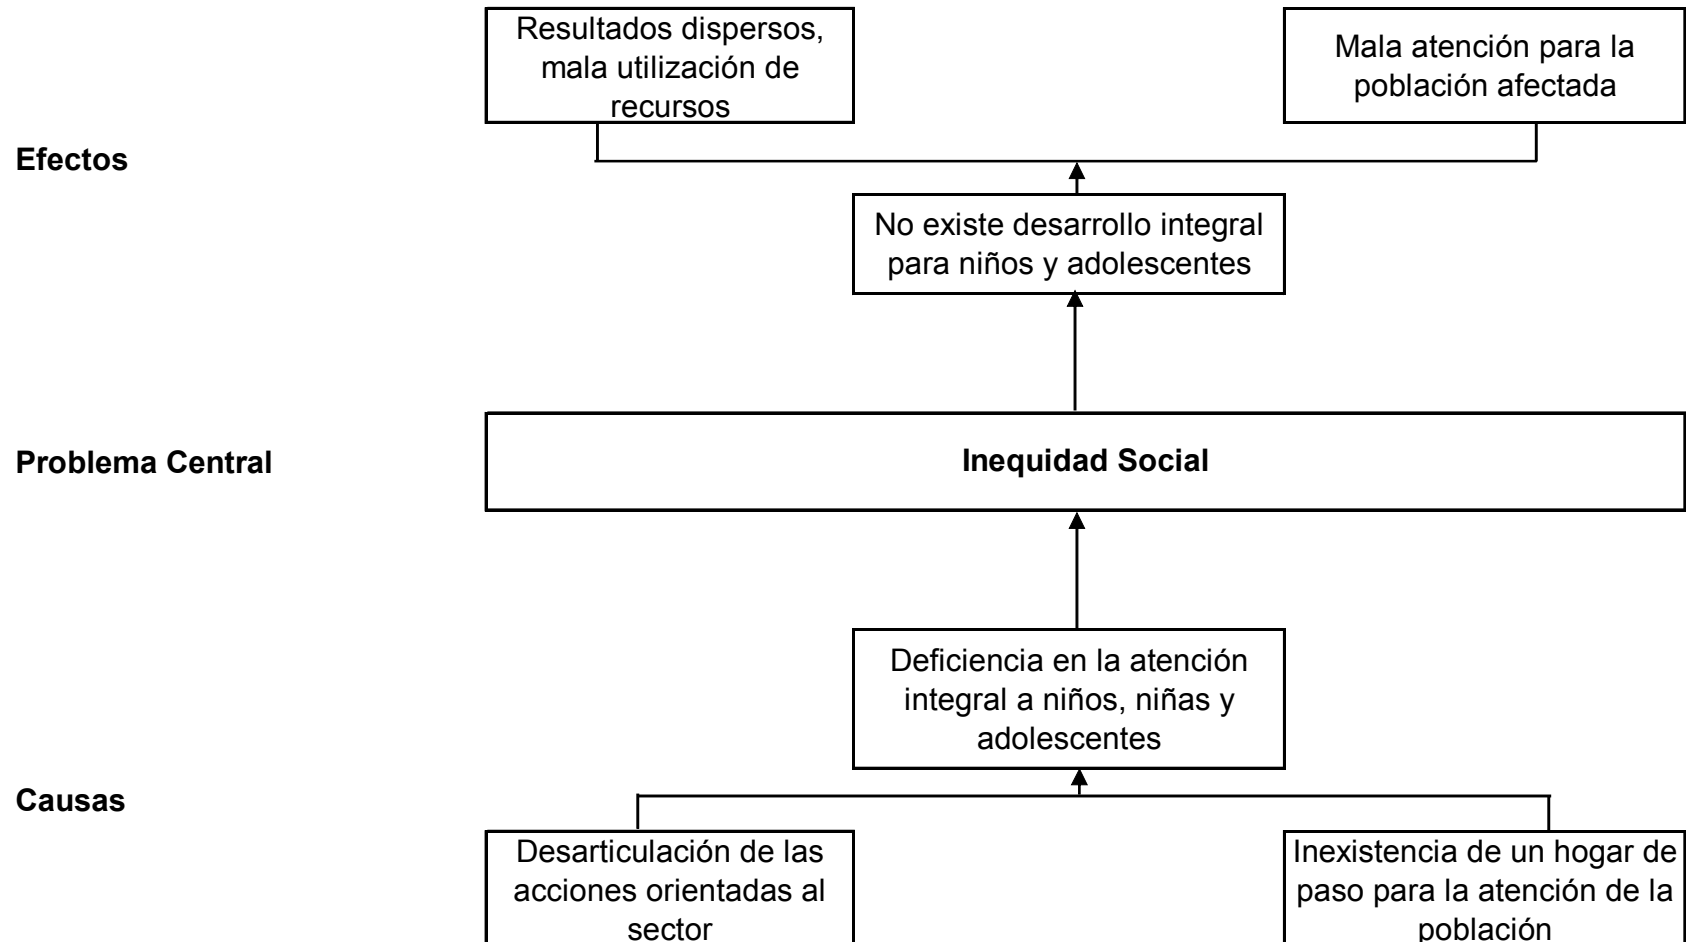 Resultados dispersos,
mala utilización de
recursos
Mala atención para la
población afectada
Efectos
No existe desarrollo integral
para niños y adolescentes
Problema Central
Inequidad Social
Deficiencia en la atención
integral a niños, niñas y
adolescentes
Causas
Desarticulación de las
acciones orientadas al
sector
Inexistencia de un hogar de
paso para la atención de la
población